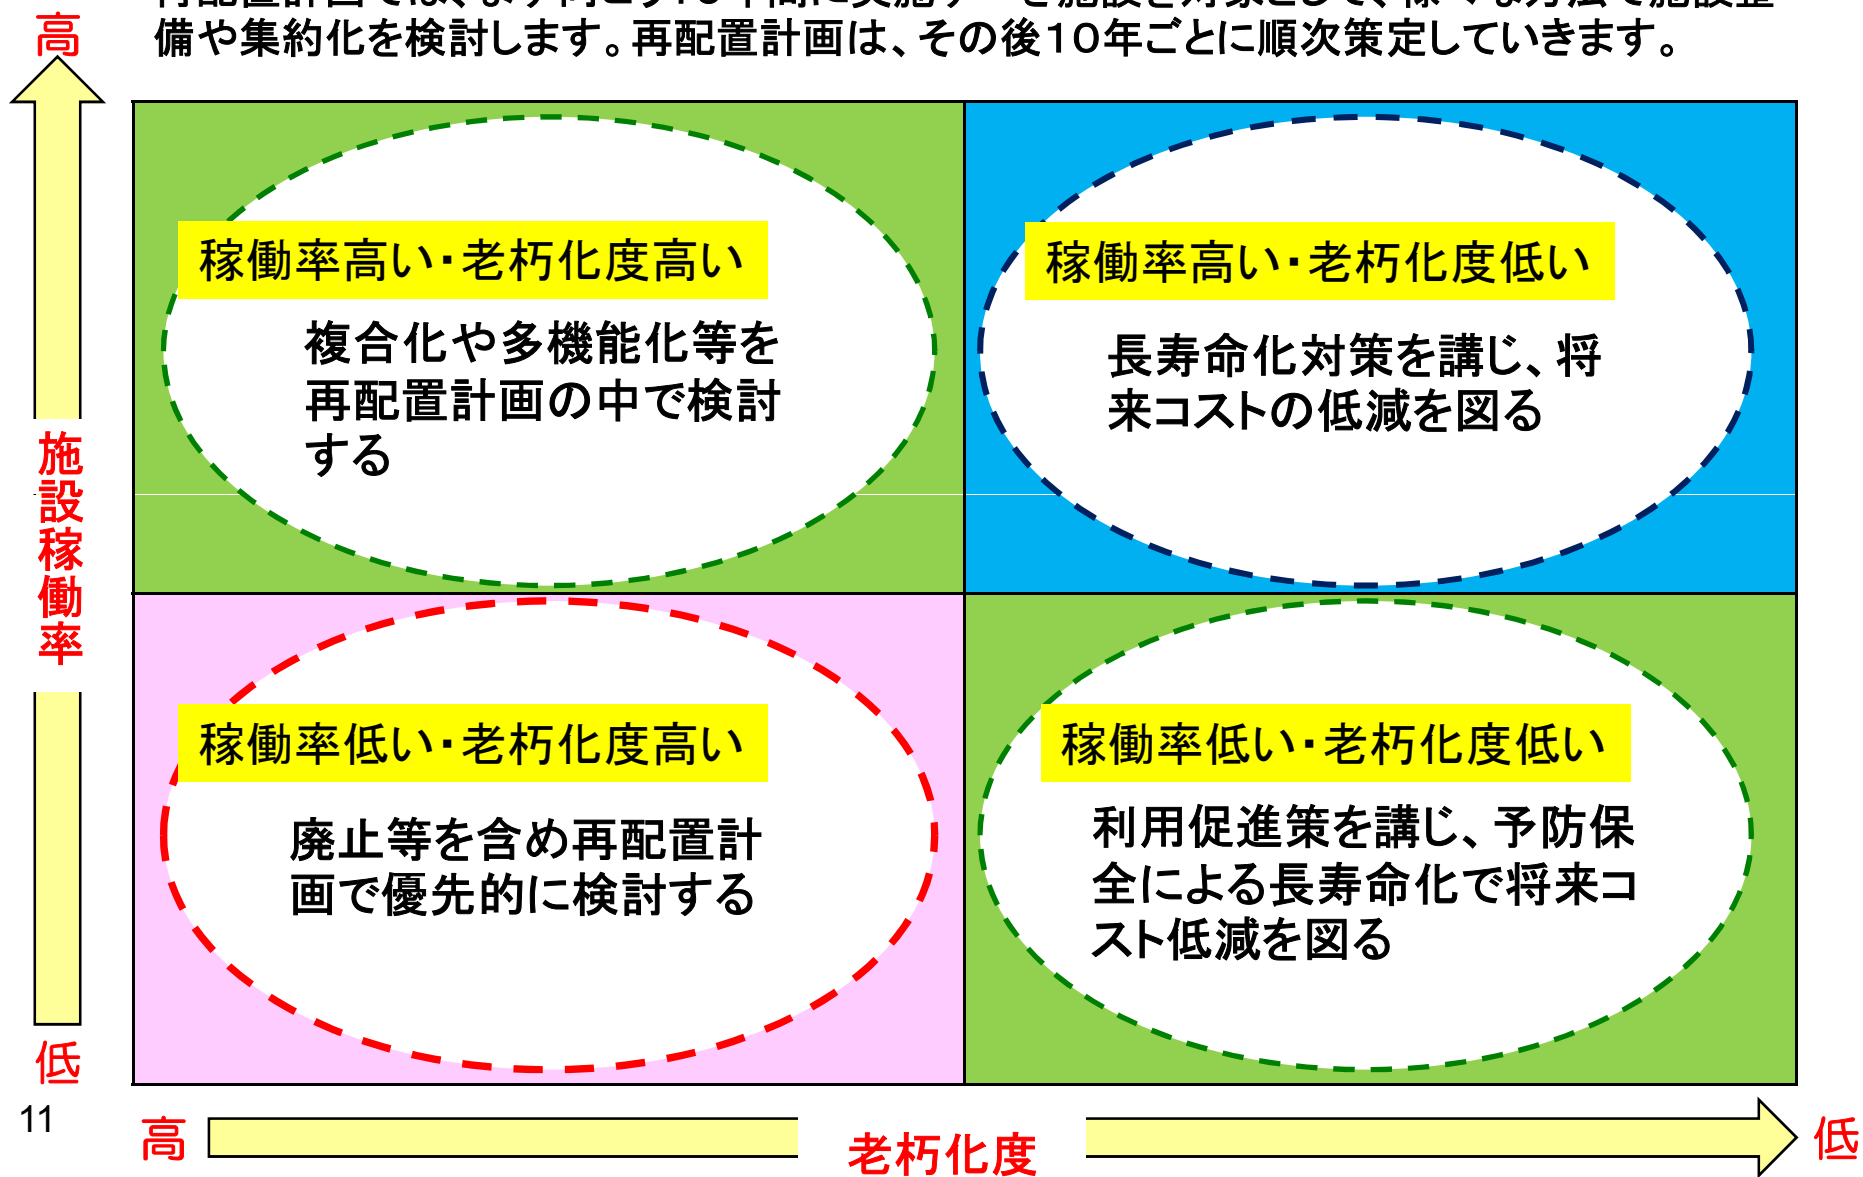 備や集約化を検討します。再配置計画は、その後10年ごとに順次策定していきます。
高
稼働率高い・老朽化度高い
複合化や多機能化等を
再配置計画の中で検討
する
稼働率高い・老朽化度低い
長寿命化対策を講じ、将
来コストの低減を図る
施設稼働率
稼働率低い・老朽化度高い
廃止等を含め再配置計
画で優先的に検討する
稼働率低い・老朽化度低い
利用促進策を講じ、予防保
全による長寿命化で将来コ
スト低減を図る
低
11
高
老朽化度
低